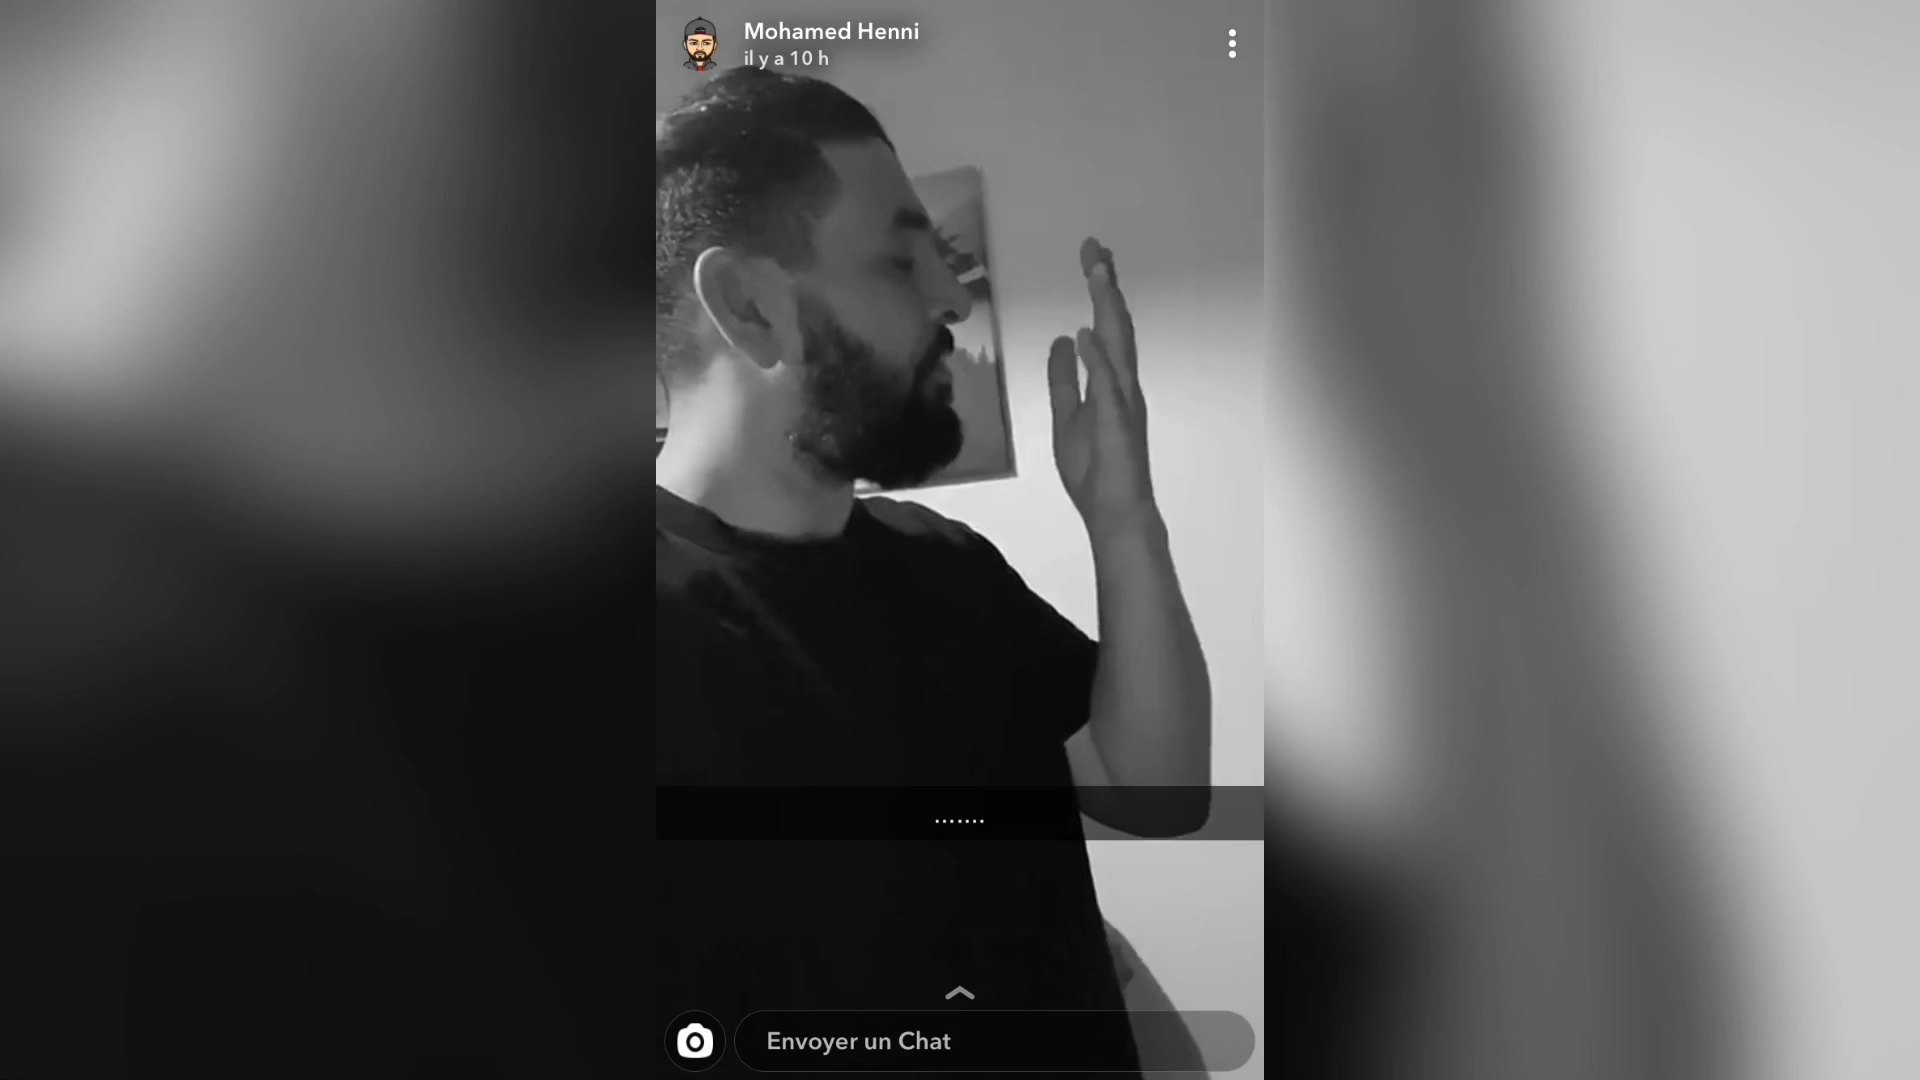 Mohamed Henni
il y a 10 h
.......
Envoyer un Chat